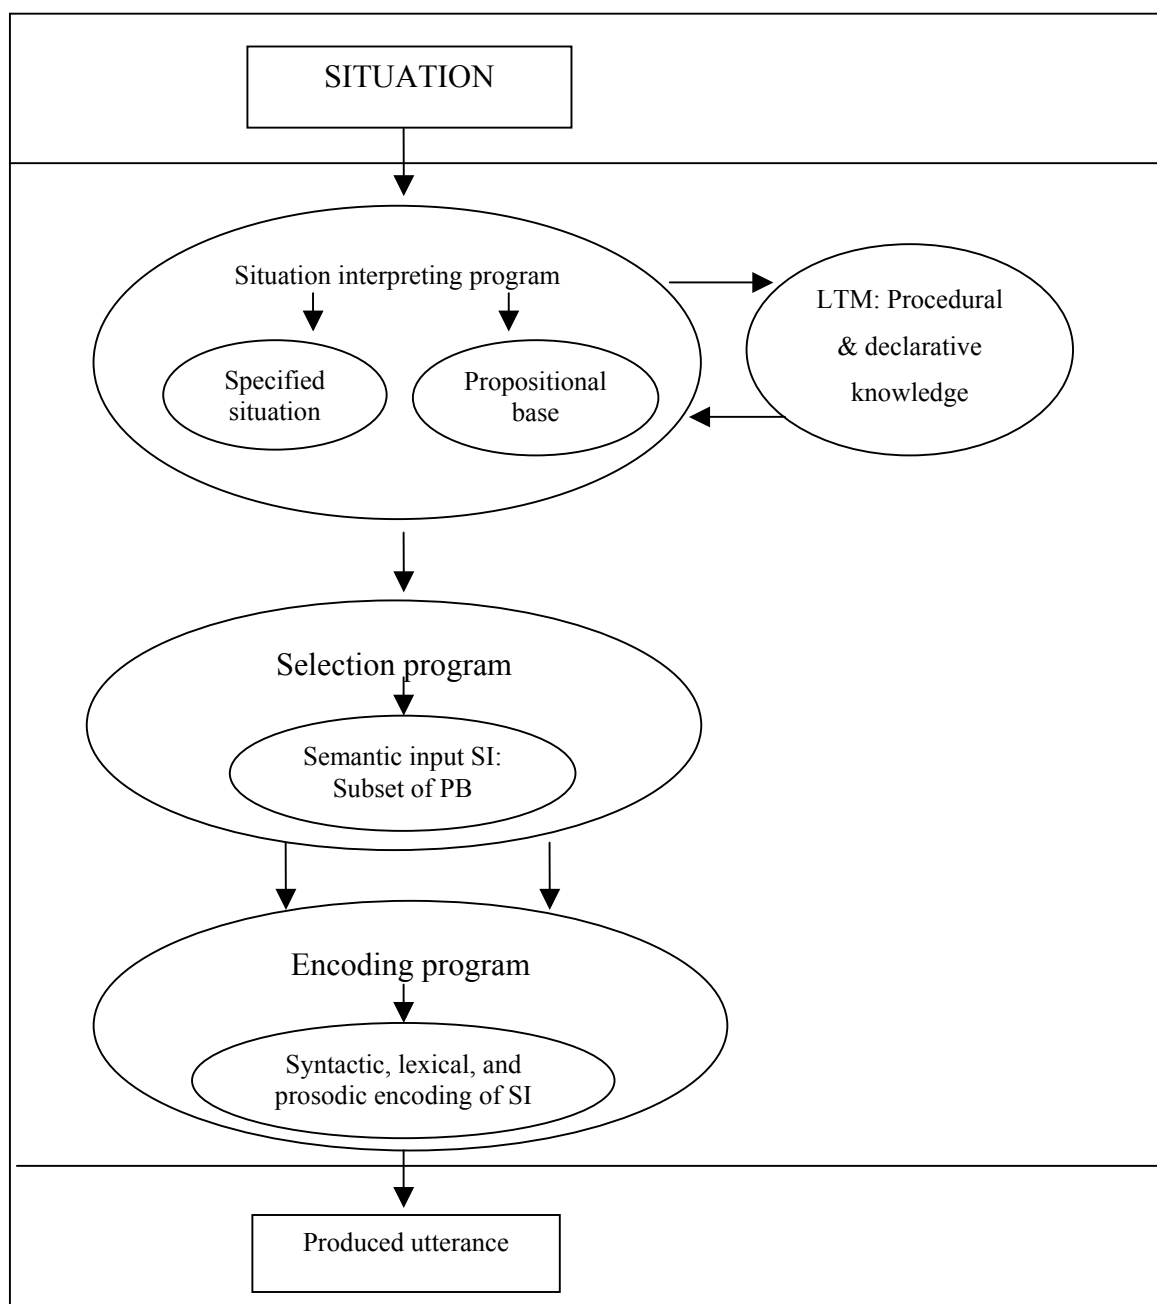 SITUATION
Situation interpreting program
Specified
situation
Propositional
base
LTM: Procedural
& declarative
knowledge
Selection program
Semantic input SI:
Subset of PB
Encoding program
Syntactic, lexical, and
prosodic encoding of SI
Produced utterance